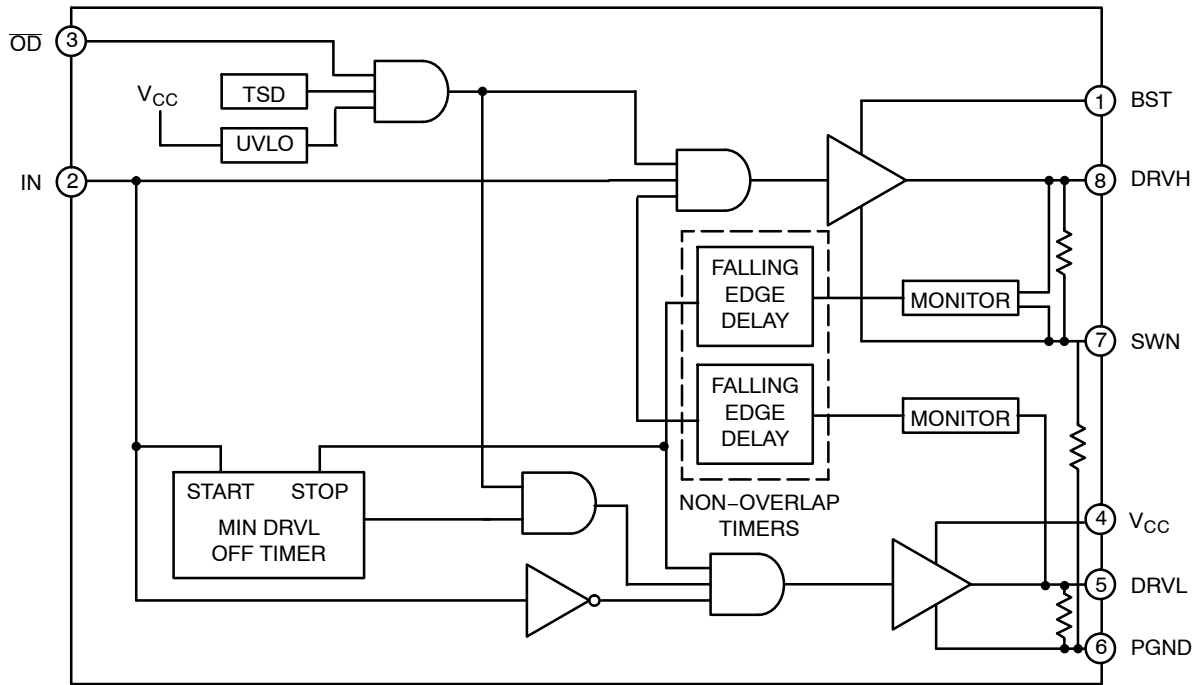 OD 3
TSD
VCC
UVLO
1 BST
IN 2
8 DRVH
FALLING
EDGE
DELAY
MONITOR
7 SWN
FALLING
EDGE
DELAY
MONITOR
START STOP
MIN DRVL
OFF TIMER
NON−OVERLAP
TIMERS
4 VCC
5 DRVL
6 PGND